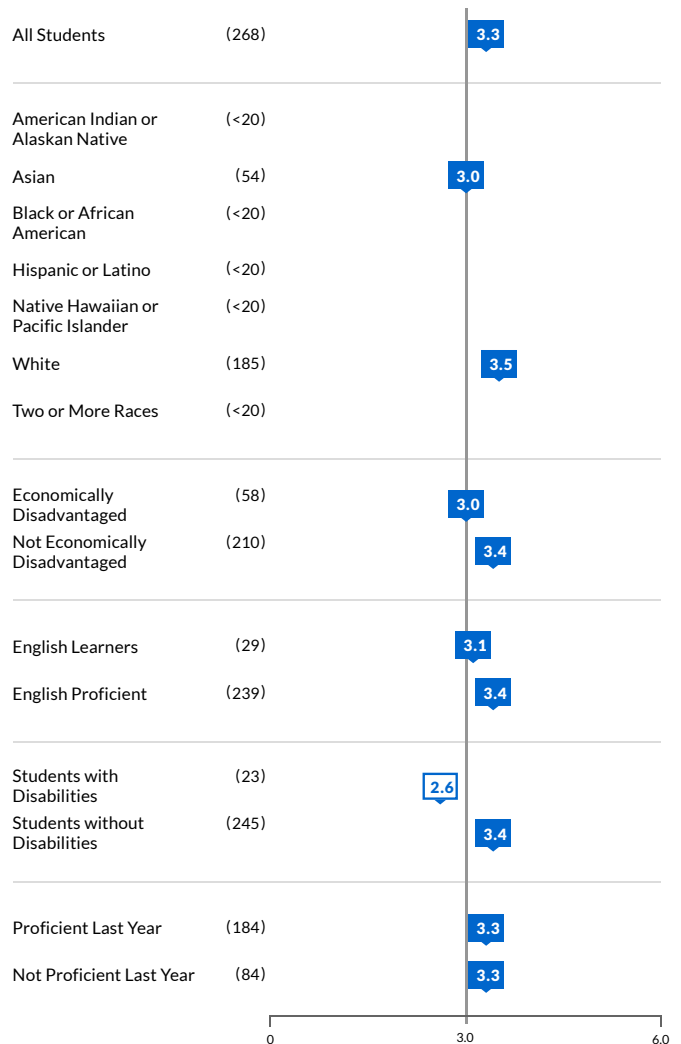 All Students (268) 3.3
American Indian or
Alaskan Native (<20)
Asian (54) 3.0
Black or African
American (<20)
Hispanic or Latino (<20)
Native Hawaiian or
Pacific Islander (<20)
White (185) 3.5
Two or More Races (<20)
Economically
Disadvantaged (58) 3.0
Not Economically
Disadvantaged (210) 3.4
English Learners (29) 3.1
English Proficient (239) 3.4
Students with
Disabilities (23) 2.6
Students without
Disabilities (245) 3.4
Proficient Last Year (184) 3.3
Not Proficient Last Year (84) 3.3
0 3.0 6.0